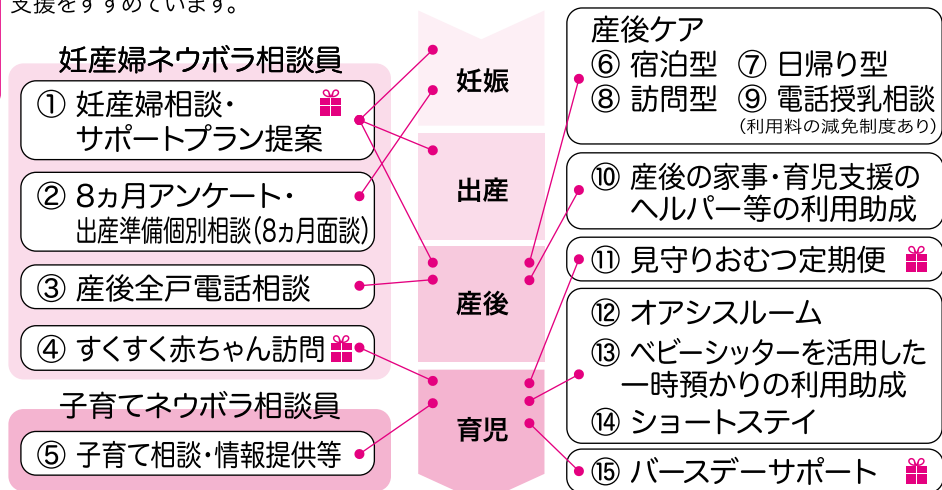 支援をすすめています。
妊産婦ネウボラ相談員
① 妊産婦相談・
サポートプラン提案
② 8ヵ月アンケート・
出産準備個別相談(8ヵ月面談)
③ 産後全戸電話相談
④ すくすく赤ちゃん訪問
子育てネウボラ相談員
⑤ 子育て相談・情報提供等
妊娠
出産
産後
育児
産後ケア
⑥ 宿泊型 ⑦ 日帰り型
⑧ 訪問型 ⑨ 電話授乳相談
(利用料の減免制度あり)
⑩ 産後の家事・育児支援の
ヘルパー等の利用助成
⑪ 見守りおむつ定期便
⑫ オアシスルーム
⑬ ベビーシッターを活用した
一時預かりの利用助成
⑭ ショートステイ
⑮ バースデーサポート